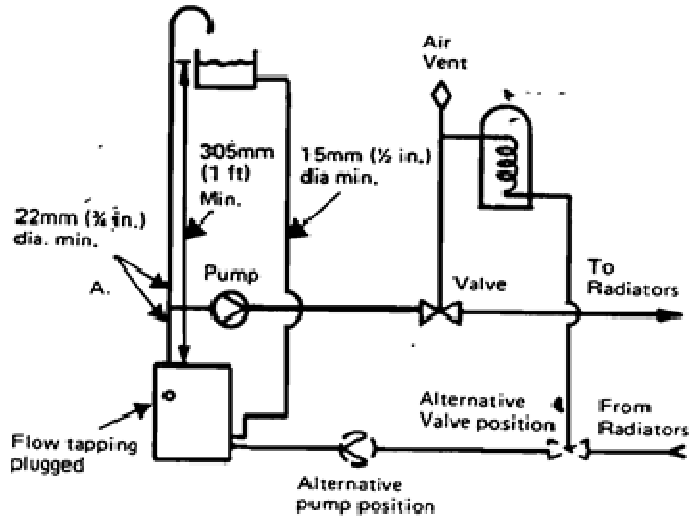 Air
Vent
305mm
(1 ft)
Min.
15mm (½ in.)
dia min.
22mm (¾ in.)
dia. min.
A.
Pump
Valve
To
Radiators
Flow tapping
plugged
Alternative
Valve position
From
Radiators
Alternative
pump position